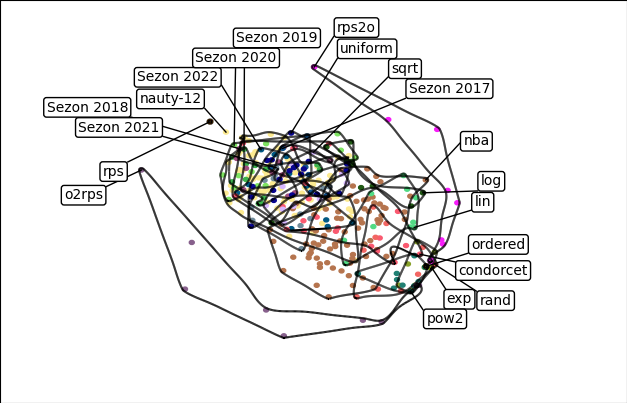 rps2o
Sezon 2019
uniform
Sezon 2020
sqrt
Sezon 2022
Sezon 2017
nauty-12
Sezon 2018
Sezon 2021
nba
rps
log
o2rps
lin
ordered
condorcet
exp
rand
pow2